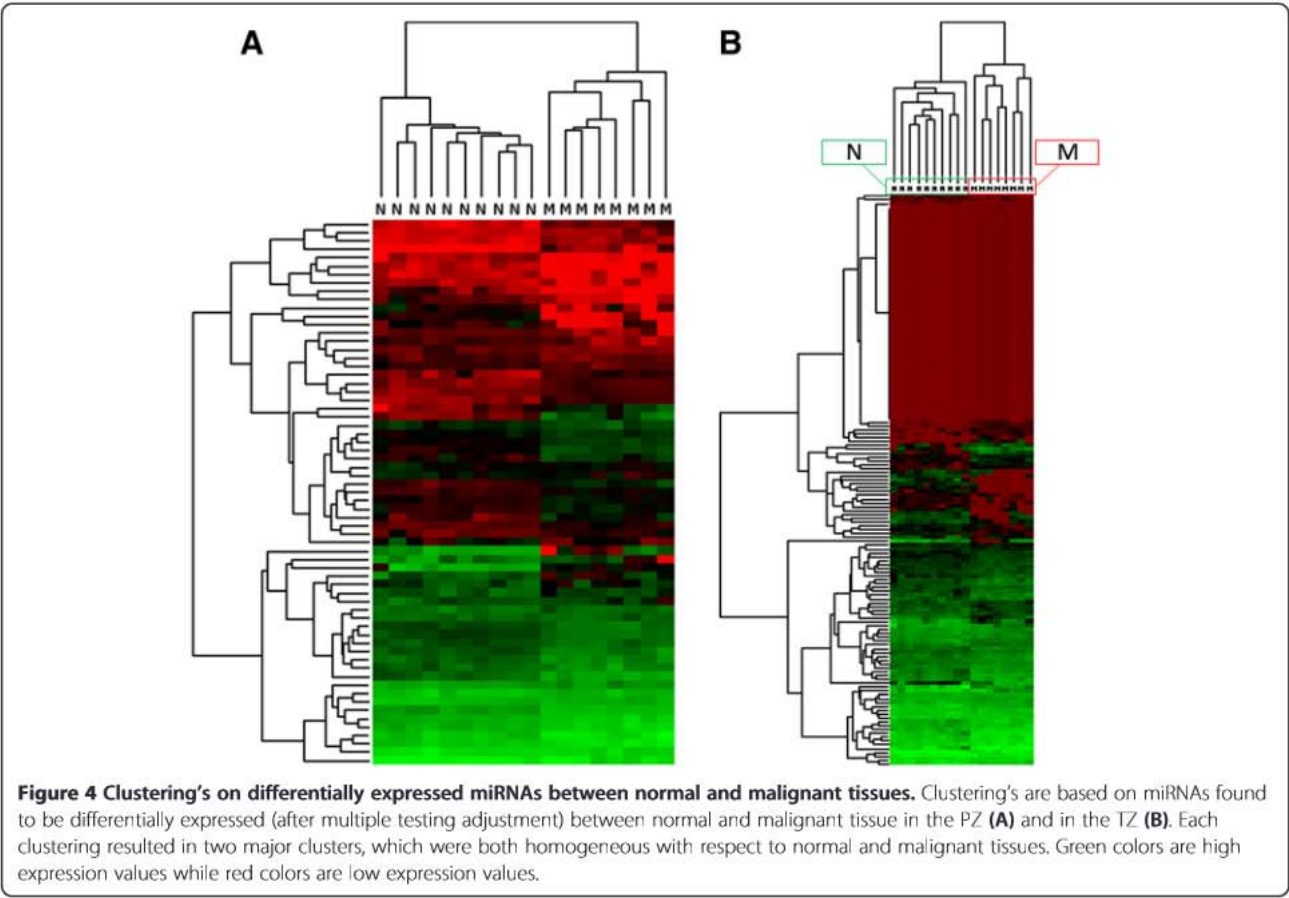 A
B
N
M
N N N N N N N N N N M M M M M M M M
Figure 4 Clustering's on differentially expressed miRNAs between normal and malignant tissues. Clustering's are based on miRNAs found
to be differentially expressed (after multiple testing adjustment) between normal and malignant tissue in the PZ (A) and in the TZ (B). Each
clustering resulted in two major clusters, which were both homogeneous with respect to normal and malignant tissues. Green colors are high
expression values while red colors are low expression values.